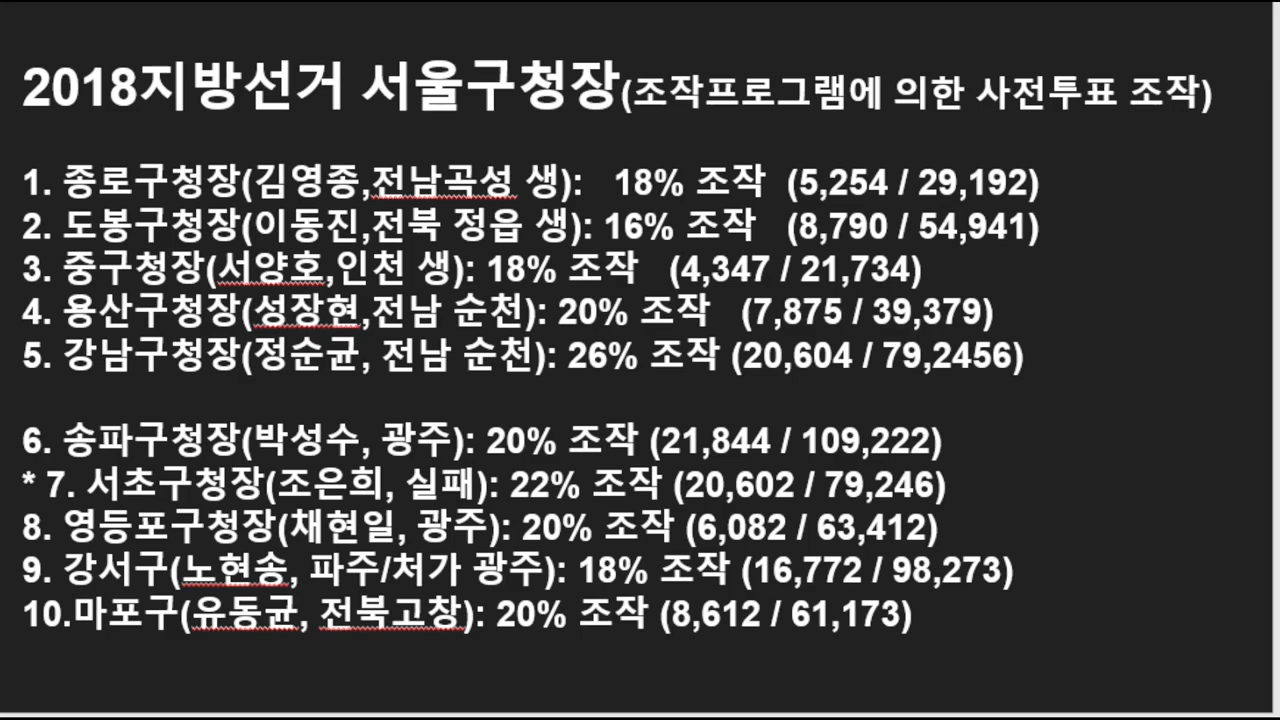 2018지방선거 서울구청장(조작프로그램에 의한 사전투표 조작)
1. 종로구청장(김영종,전남곡성 생): 18% 조작 (5,254 / 29,192)
2. 도봉구청장(이동진,전북 정읍 생): 16% 조작 (8,790 / 54,941)
3. 중구청장(서양호,인천 생): 18% 조작 (4,347 / 21,734)
4. 용산구청장(성장현,전남 순천): 20% 조작 (7,875 / 39,379)
5. 강남구청장(정순균, 전남 순천): 26% 조작 (20,604 / 79,2456)
6. 송파구청장(박성수, 광주): 20% 조작 (21,844 / 109,222)
* 7. 서초구청장(조은희, 실패): 22% 조작 (20,602 / 79,246)
8. 영등포구청장(채현일, 광주): 20% 조작 (6,082 / 63,412)
9. 강서구(노현송, 파주/처가 광주): 18% 조작 (16,772 / 98,273)
10.마포구(유동균, 전북고창): 20% 조작 (8,612 / 61,173)